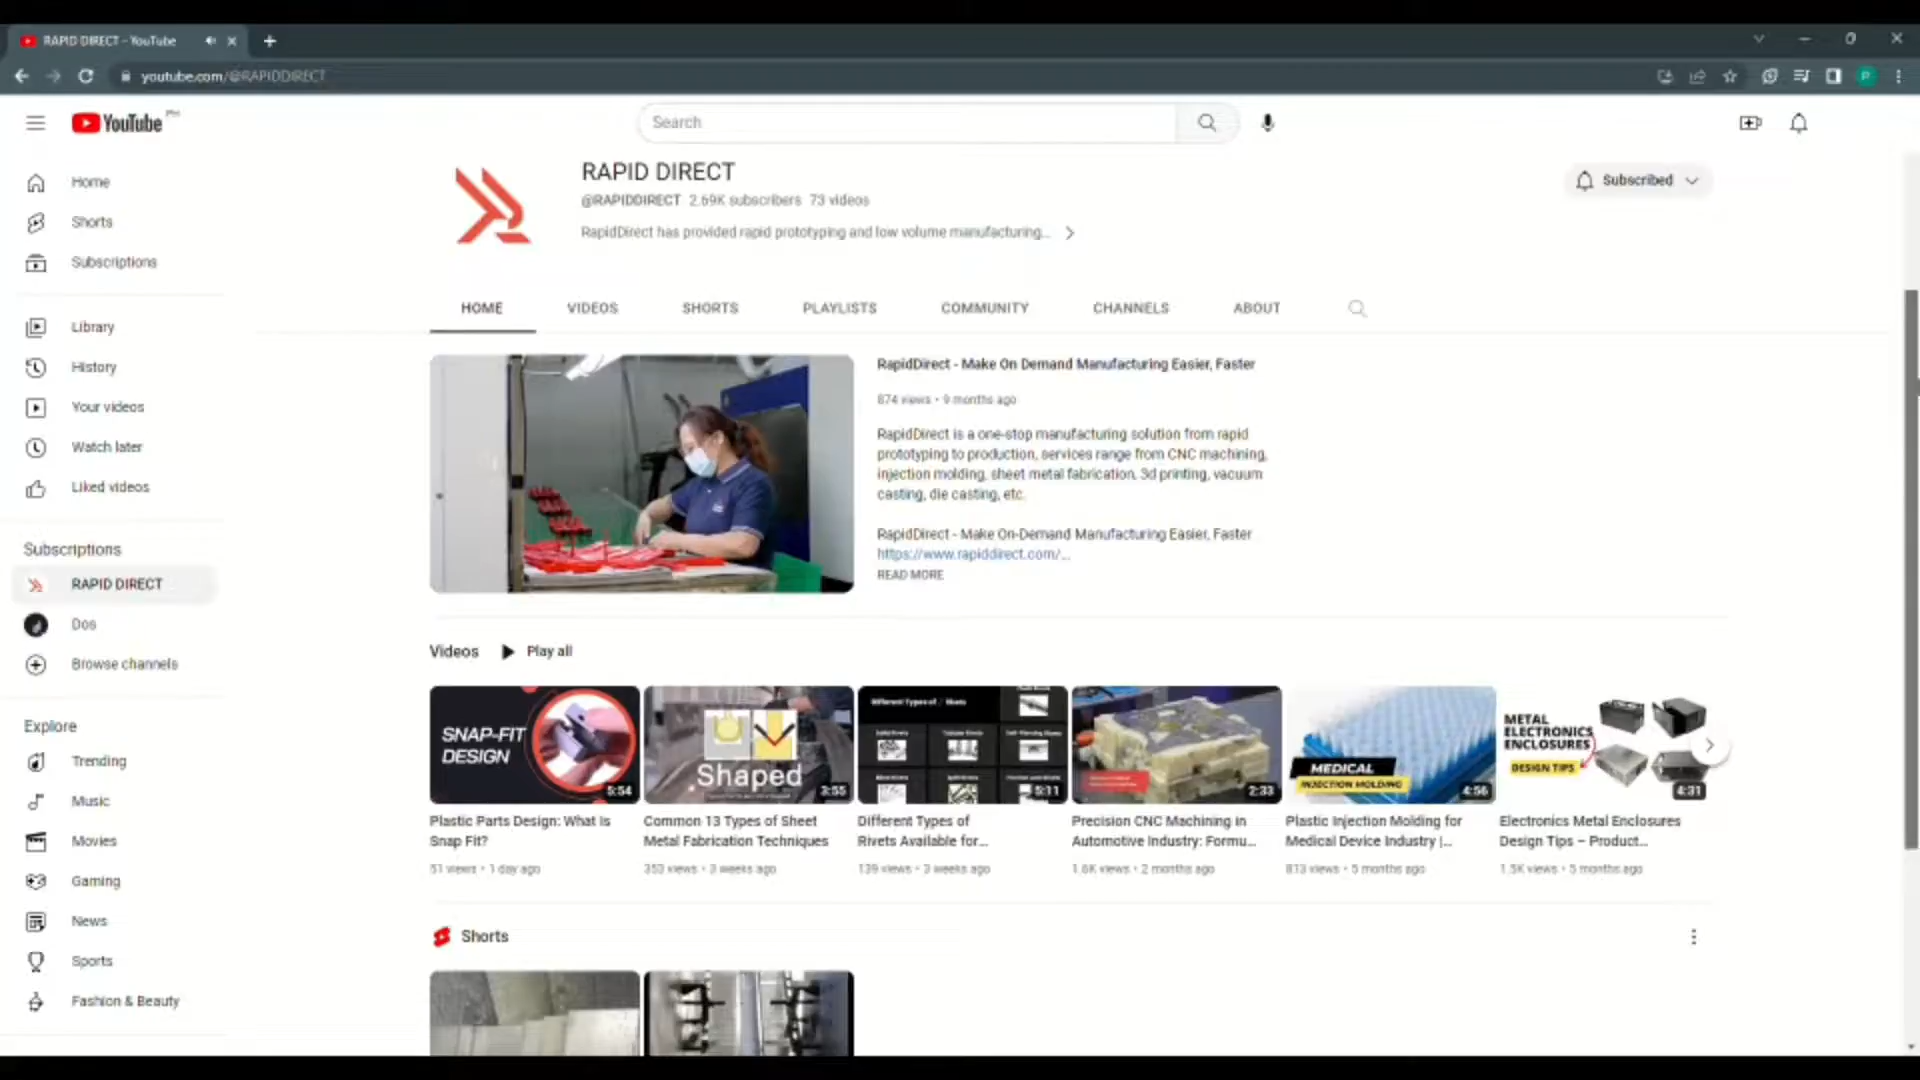 RAPID DIRECT - YouTube
youtube.com/@RAPIDDIRECT
P
YouTube PH
Search
RAPID DIRECT
@RAPIDDIRECT 2.69K subscribers 73 videos
RapidDirect has provided rapid prototyping and low volume manufacturing...
Subscribed
Home
Shorts
Subscriptions
Library
History
Your videos
Watch later
Liked videos
Subscriptions
RAPID DIRECT
Dos
Browse channels
Explore
Trending
Music
Movies
Gaming
News
Sports
Fashion & Beauty
HOME VIDEOS SHORTS PLAYLISTS COMMUNITY CHANNELS ABOUT
RapidDirect - Make On Demand Manufacturing Easier, Faster
874 views • 9 months ago
RapidDirect is a one-stop manufacturing solution from rapid
prototyping to production, services range from CNC machining,
injection molding, sheet metal fabrication, 3d printing, vacuum
casting, die casting, etc.
RapidDirect - Make On-Demand Manufacturing Easier, Faster
https://www.rapiddirect.com/...
READ MORE
Videos Play all
SNAP-FIT
DESIGN
5:54
Plastic Parts Design: What Is
Snap Fit?
51 views • 1 day ago
Shaped
3:55
Common 13 Types of Sheet
Metal Fabrication Techniques
353 views • 3 weeks ago
Different Types of Rivets
5:11
Different Types of
Rivets Available for...
139 views • 3 weeks ago
2:33
Precision CNC Machining in
Automotive Industry: Formu...
1.6K views • 2 months ago
MEDICAL
INJECTION MOLDING
4:56
Plastic Injection Molding for
Medical Device Industry |...
813 views • 5 months ago
METAL
ELECTRONICS
ENCLOSURES
DESIGN TIPS
4:31
Electronics Metal Enclosures
Design Tips – Product...
1.5K views • 5 months ago
Shorts